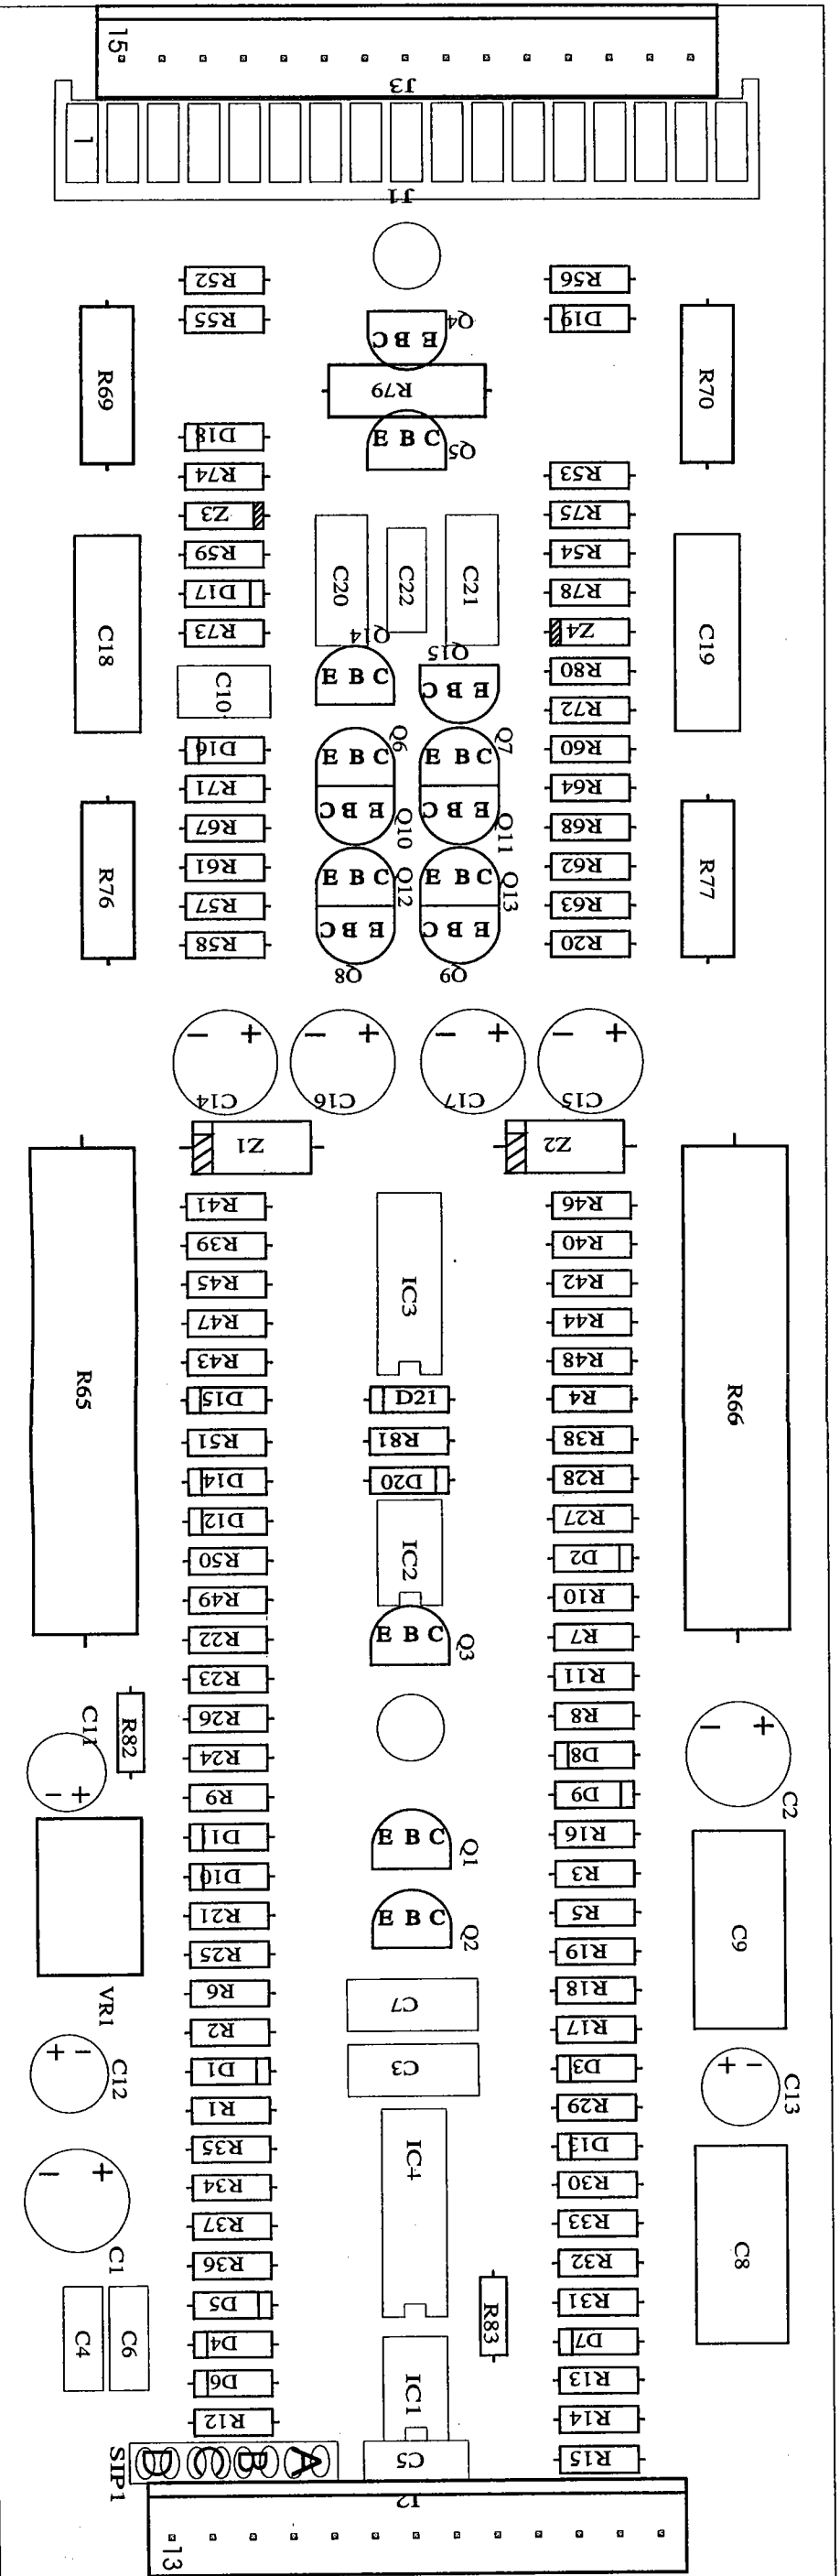 15
J3
1
J1
R52
R56
R55
Q4
D19
E B C
R69
R79
R70
D18
E B C
Q5
R74
R53
Z3
R75
R59
C20
C22
C21
R54
D17
R78
R73
Q14
Z4
C18
E B C
Q15
E B C
C19
C10
R80
R72
D16
Q6
E B C
Q7
E B C
R60
R71
R64
R67
E B C
Q10
E B C
Q11
R68
R61
E B C
Q12
E B C
Q13
R62
R76
R57
R63
R77
R58
E B C
Q8
E B C
Q9
R20
- +
C14
- +
C16
- +
C17
- +
C15
Z1
Z2
R41
R46
R39
R40
R45
IC3
R42
R47
R44
R43
R48
R65
D15
D21
R4
R66
R51
R81
R38
D14
D20
R28
D12
R27
R50
IC2
D2
R49
R10
R22
E B C
Q3
R7
R23
R11
C11
- +
R82
R26
R8
- +
C2
R24
D8
R9
D9
D11
E B C
Q1
R16
D10
R3
R21
E B C
Q2
R5
C9
R25
R19
VR1
R6
C7
R18
R2
R17
+ -
C12
D1
C3
D3
+ -
C13
R1
R29
R35
IC4
D13
- +
C1
R34
R30
R37
R33
R36
R32
C8
C4
C6
D5
R83
R31
D4
D7
D6
IC1
R13
R12
R14
SIP1
D C B A
C5
R15
J2
13